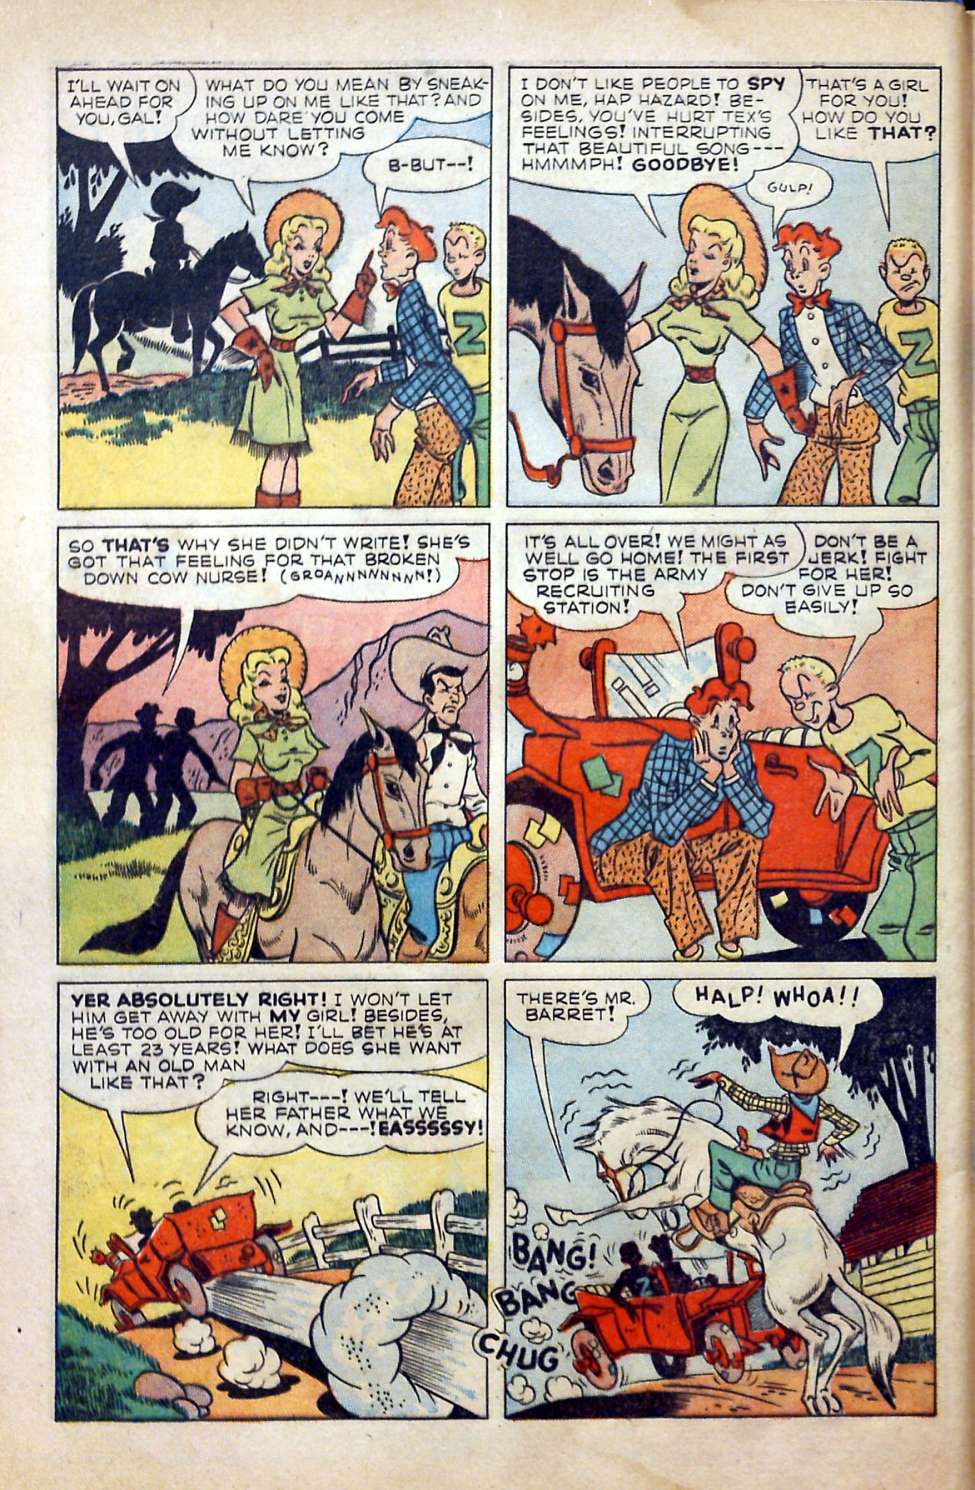 I'LL WAIT ON
AHEAD FOR
YOU, GAL!
WHAT DO YOU MEAN BY SNEAK-
ING UP ON ME LIKE THAT? AND
HOW DARE YOU COME
WITHOUT LETTING
ME KNOW?
B-BUT--!
Z
I DON'T LIKE PEOPLE TO SPY
ON ME, HAP HAZARD! BE-
SIDES, YOU'VE HURT TEX'S
FEELINGS! INTERRUPTING
THAT BEAUTIFUL SONG---
HMMMPH! GOODBYE!
GULP!
THAT'S A GIRL
FOR YOU!
HOW DO YOU
LIKE THAT?
Z
SO THAT'S WHY SHE DIDN'T WRITE! SHE'S
GOT THAT FEELING FOR THAT BROKEN
DOWN COW NURSE! (GROANNNNNNNN!)
IT'S ALL OVER! WE MIGHT AS
WELL GO HOME! THE FIRST
STOP IS THE ARMY
RECRUITING
STATION!
DON'T BE A
JERK! FIGHT
FOR HER!
DON'T GIVE UP SO
EASILY!
YER ABSOLUTELY RIGHT! I WON'T LET
HIM GET AWAY WITH MY GIRL! BESIDES,
HE'S TOO OLD FOR HER! I'LL BET HE'S AT
LEAST 23 YEARS! WHAT DOES SHE WANT
WITH AN OLD MAN
LIKE THAT?
RIGHT---! WE'LL TELL
HER FATHER WHAT WE
KNOW, AND---!EASSSSSY!
THERE'S MR.
BARRET!
HALP! WHOA!!
BANG!
BANG
CHUG
Z